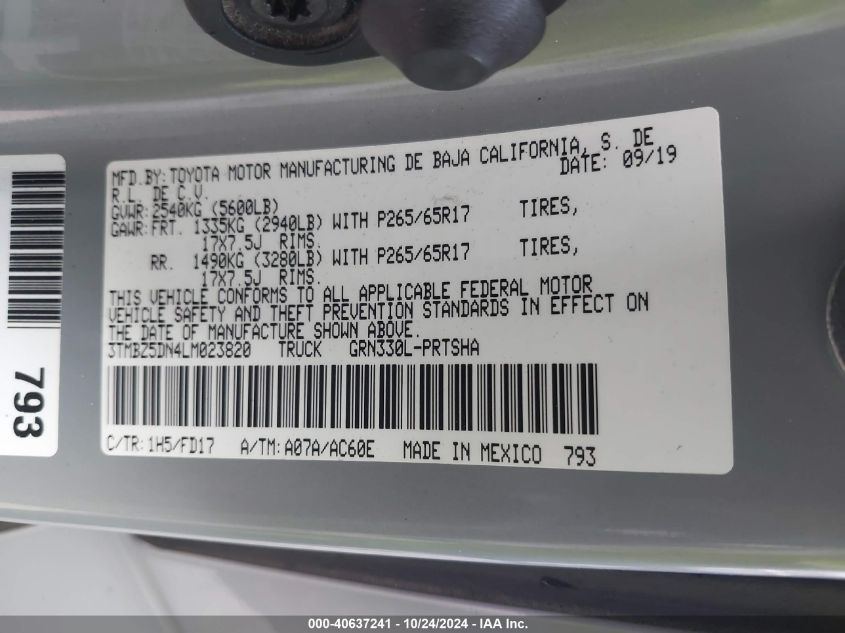 MFD.BY: TOYOTA MOTOR MANUFACTURING DE BAJA CALIFORNIA, S. DE
R.L. DE C.V. DATE: 09/19
GVWR: 2540KG (5600LB)
GAWR: FRT. 1335KG (2940LB) WITH P265/65R17 TIRES,
17X7.5J RIMS.
RR. 1490KG (3280LB) WITH P265/65R17 TIRES,
17X7.5J RIMS.
THIS VEHICLE CONFORMS TO ALL APPLICABLE FEDERAL MOTOR
VEHICLE SAFETY AND THEFT PREVENTION STANDARDS IN EFFECT ON
THE DATE OF MANUFACTURE SHOWN ABOVE.
3TMBZ5DN4LM023820 TRUCK GRN330L-PRTSHA
C/TR: 1H5/FD17 A/TM: A07A/AC60E MADE IN MEXICO 793
793
000-40637241 - 10/24/2024 - IAA Inc.